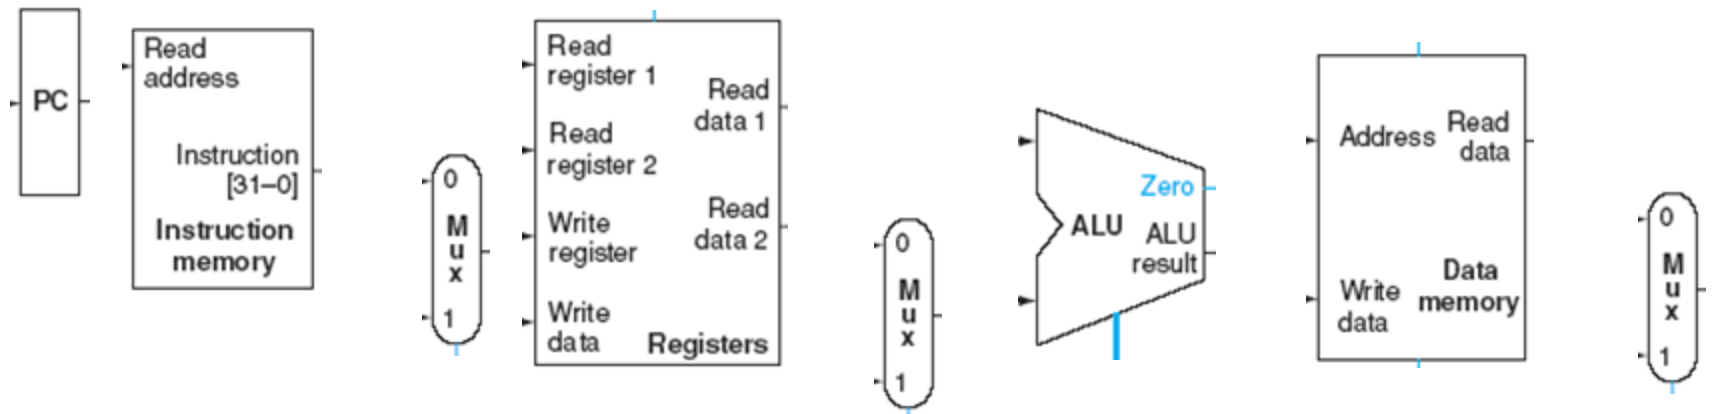 PC
Read
address
Instruction
[31–0]
Instruction
memory
0
M
u
x
1
Read
register 1
Read
register 2
Write
register
Write
data
Read
data 1
Read
data 2
Registers
0
M
u
x
1
ALU
Zero
ALU
result
Address
Read
data
Write
data
Data
memory
0
M
u
x
1